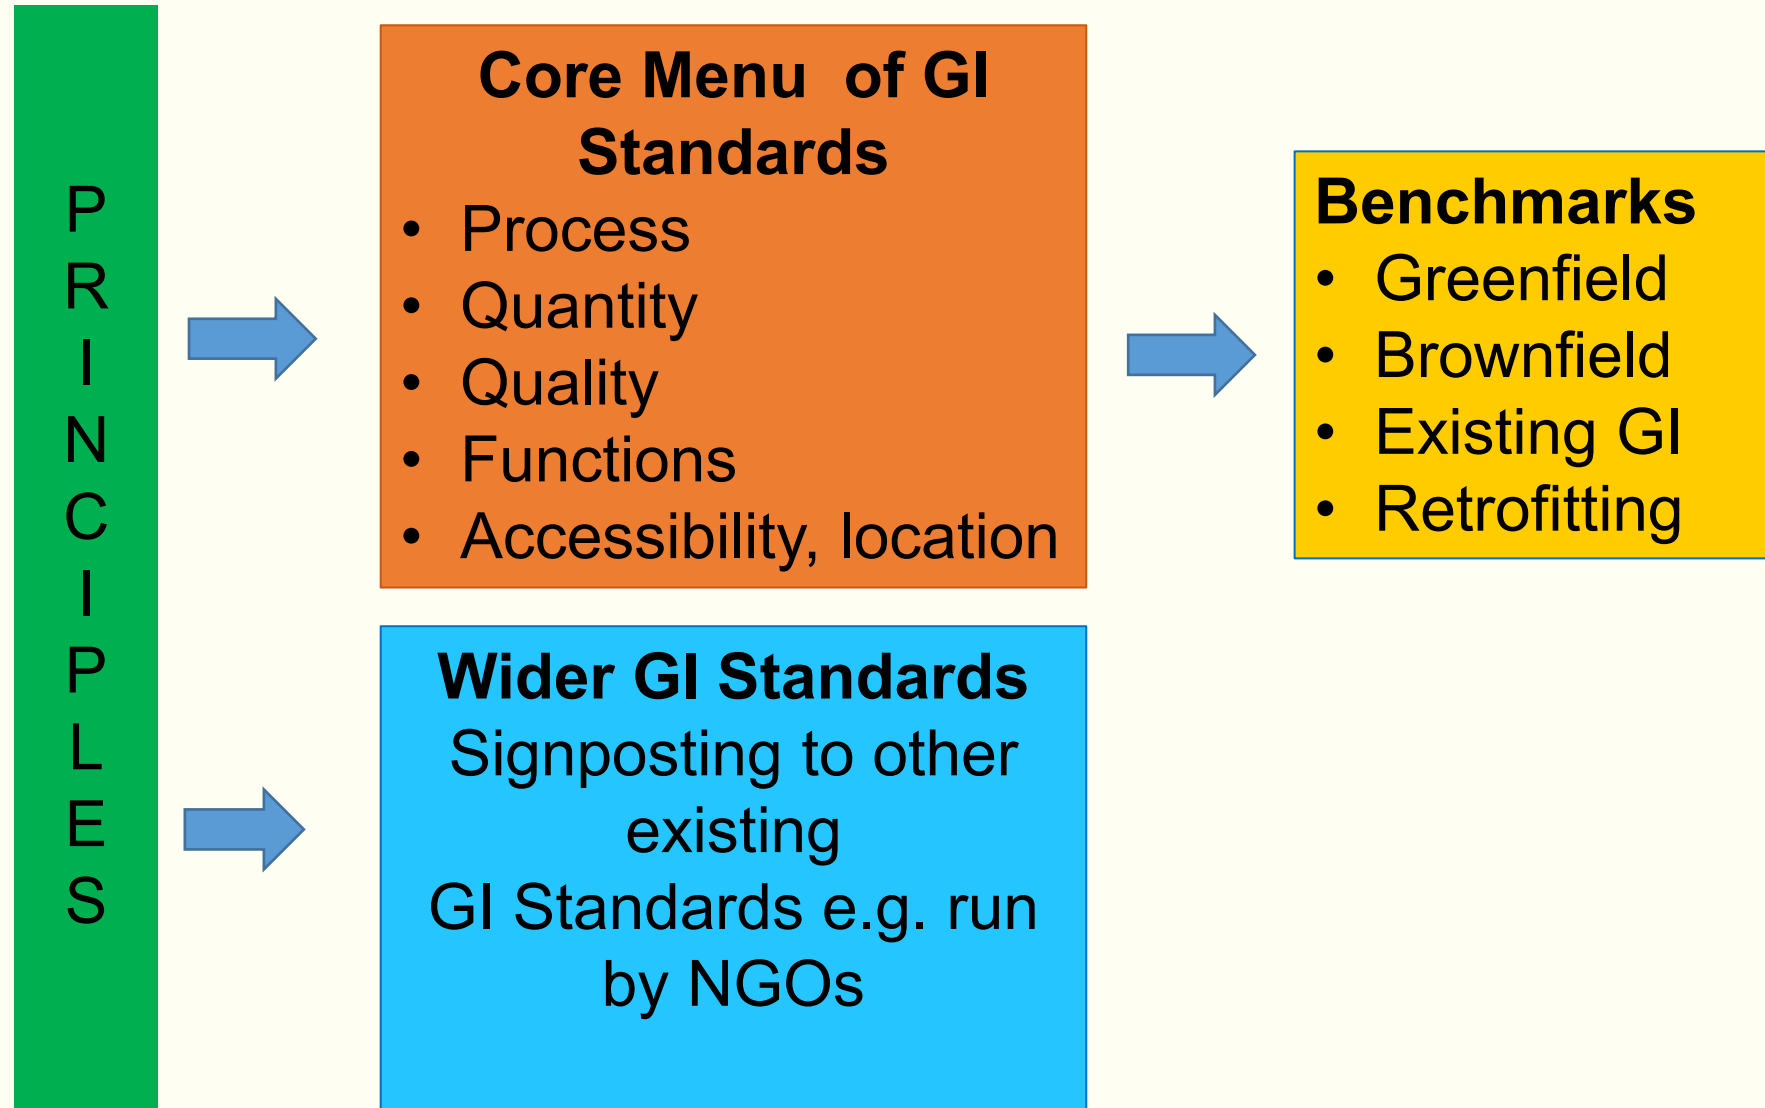 P
R
I
N
C
I
P
L
E
S
Core Menu  of GI
Standards
• Process
• Quantity
• Quality
• Functions
• Accessibility, location
Wider GI Standards
Signposting to other
existing
GI Standards e.g. run
by NGOs
Benchmarks
• Greenfield
• Brownfield
• Existing GI
• Retrofitting